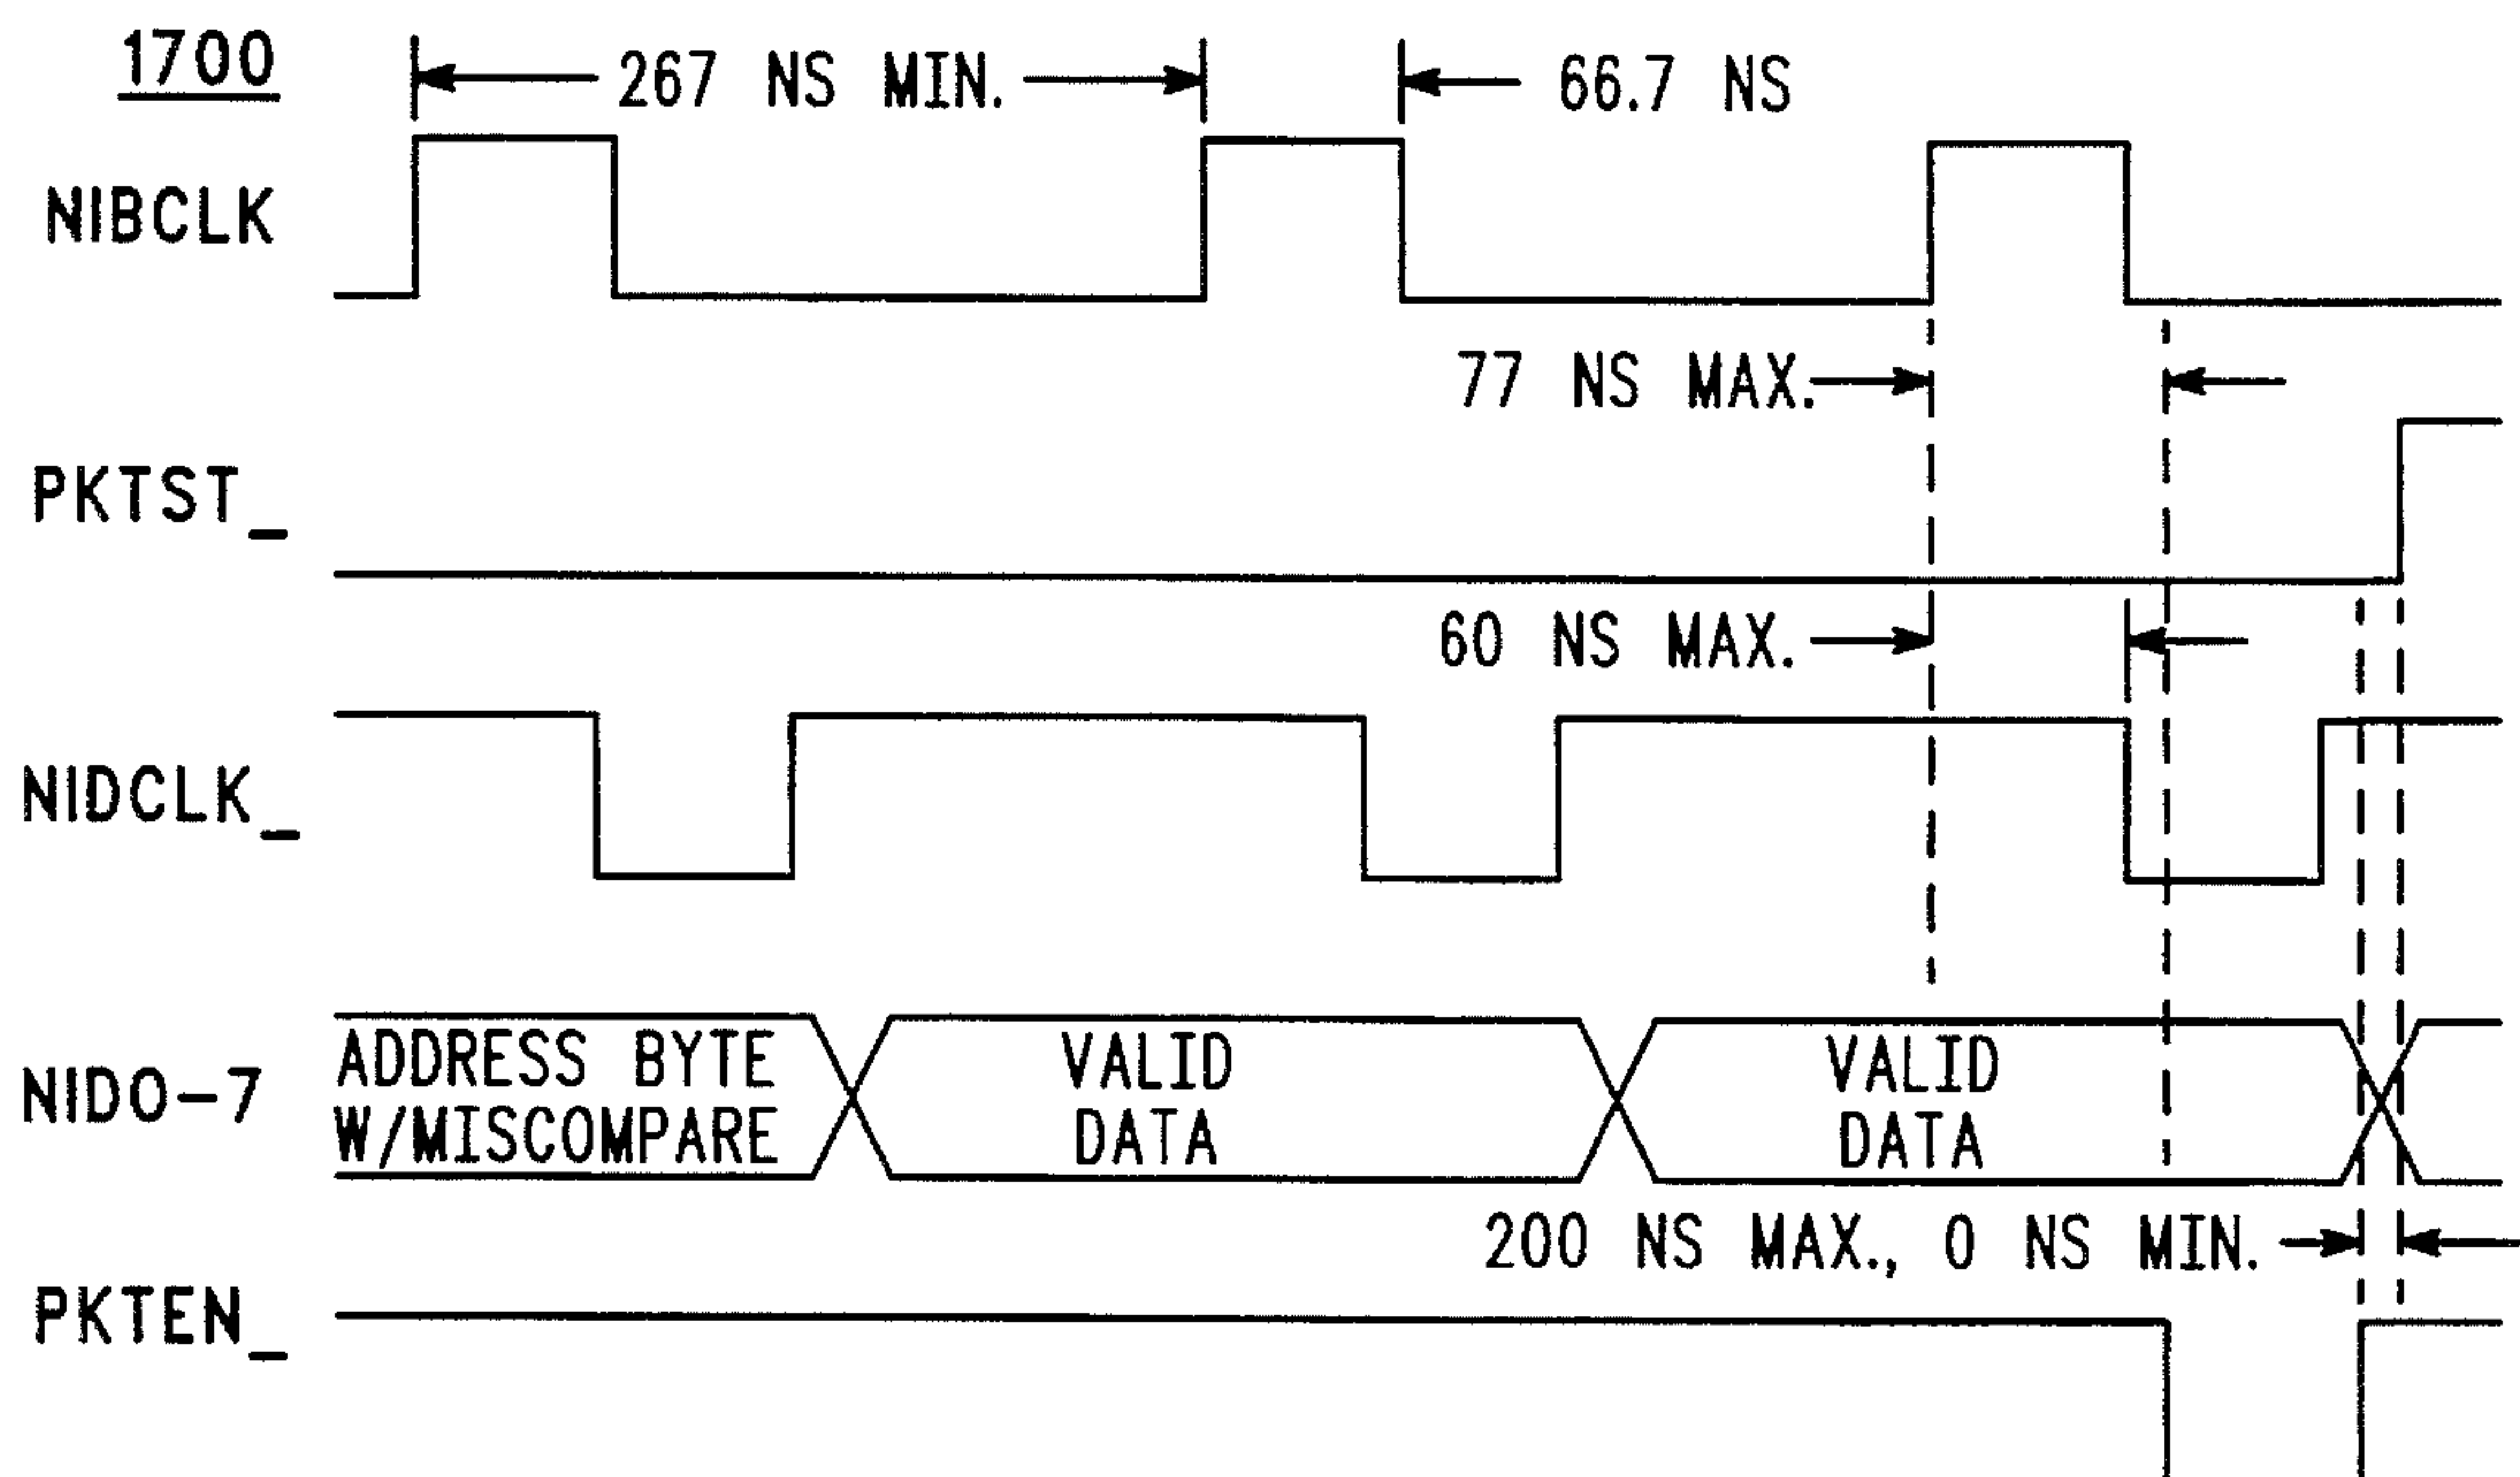 1700
267 NS MIN.
66.7 NS
NIBCLK
77 NS MAX.
PKTST_
60 NS MAX.
NIDCLK_
NIDO-7
ADDRESS BYTE
W/MISCOMPARE
VALID
DATA
VALID
DATA
200 NS MAX., 0 NS MIN.
PKTEN_